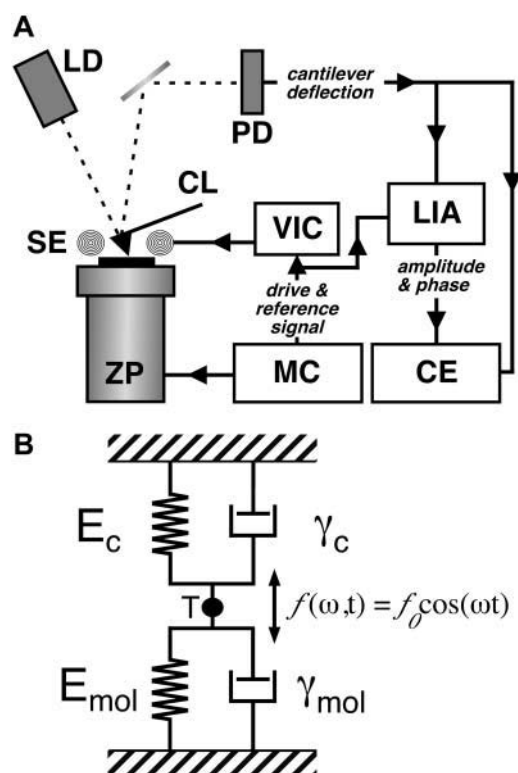 A
LD
PD
cantilever
deflection
CL
SE
VIC
LIA
drive &
reference
signal
amplitude
& phase
ZP
MC
CE
B
E_c
γ_c
T
f(ω,t) = f_0cos(ωt)
E_mol
γ_mol